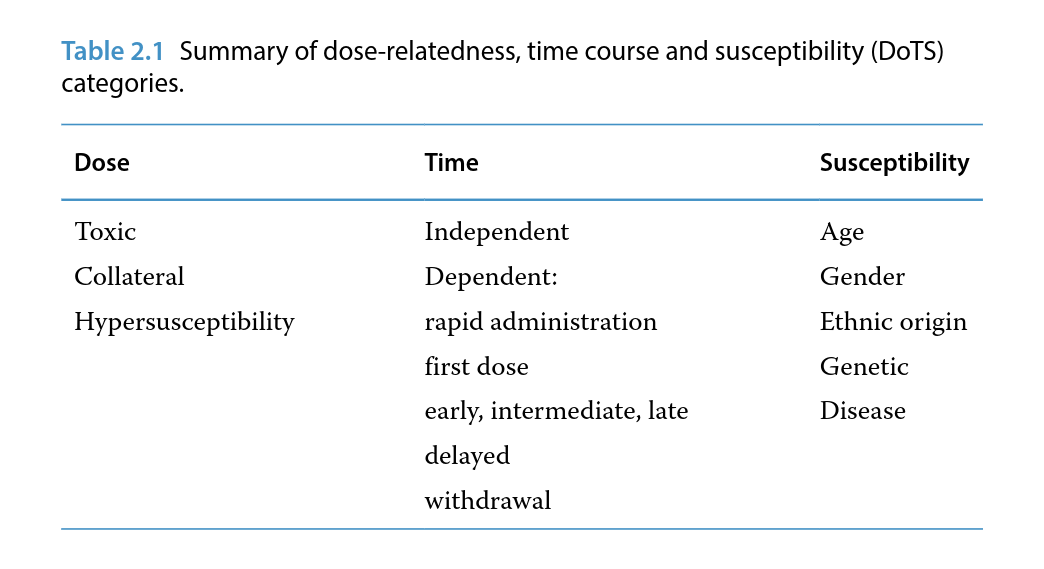 Table 2.1 Summary of dose-relatedness, time course and susceptibility (DoTS)
categories.
Dose Time Susceptibility
Toxic Independent Age
Collateral Dependent: Gender
Hypersusceptibility rapid administration Ethnic origin
first dose Genetic
early, intermediate, late Disease
delayed
withdrawal